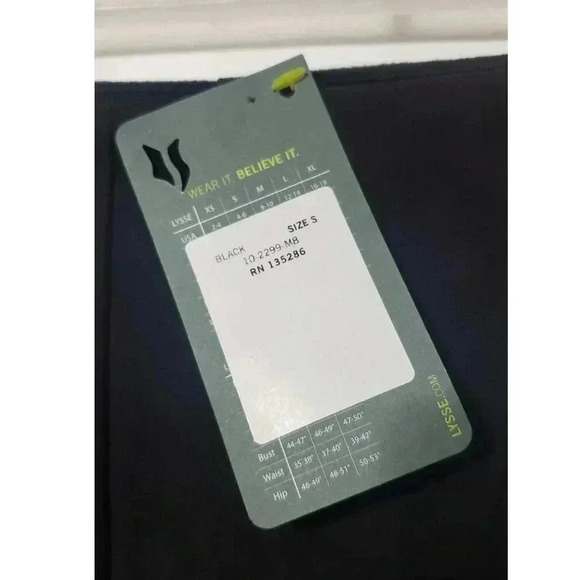 WEAR IT. BELIEVE IT.
LYSSÉ XS S M L XL
USA 2-4 4-6 8-10 12-14 16-18
BLACK SIZE S
10-2299-MB
RN 135286
Bust 44-47" 46-49" 47-50"
Waist 35-38" 37-40" 39-42"
Hip 46-49" 48-51" 50-53"
LYSSE.COM